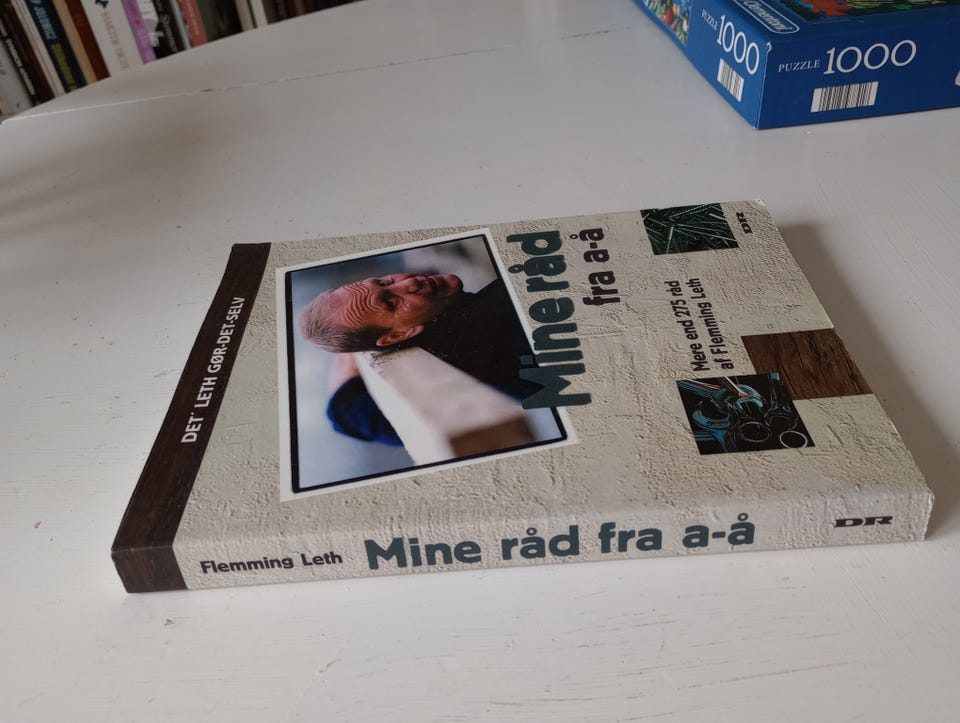 DET´ LETH GØR-DET-SELV
Mine råd
fra a-å
Mere end 275 råd
af Flemming Leth
DR
Flemming Leth Mine råd fra a-å DR
PUZZLE 1000
PUZZLE 1000
Clementoni